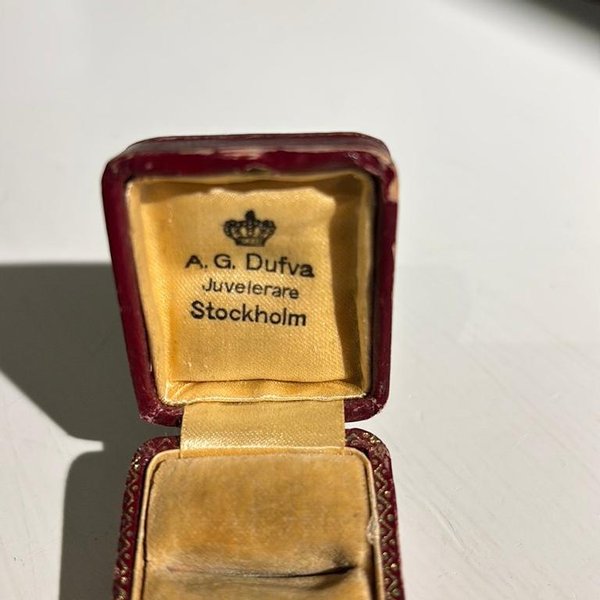 A. G. Dufva
Juvelerare
Stockholm